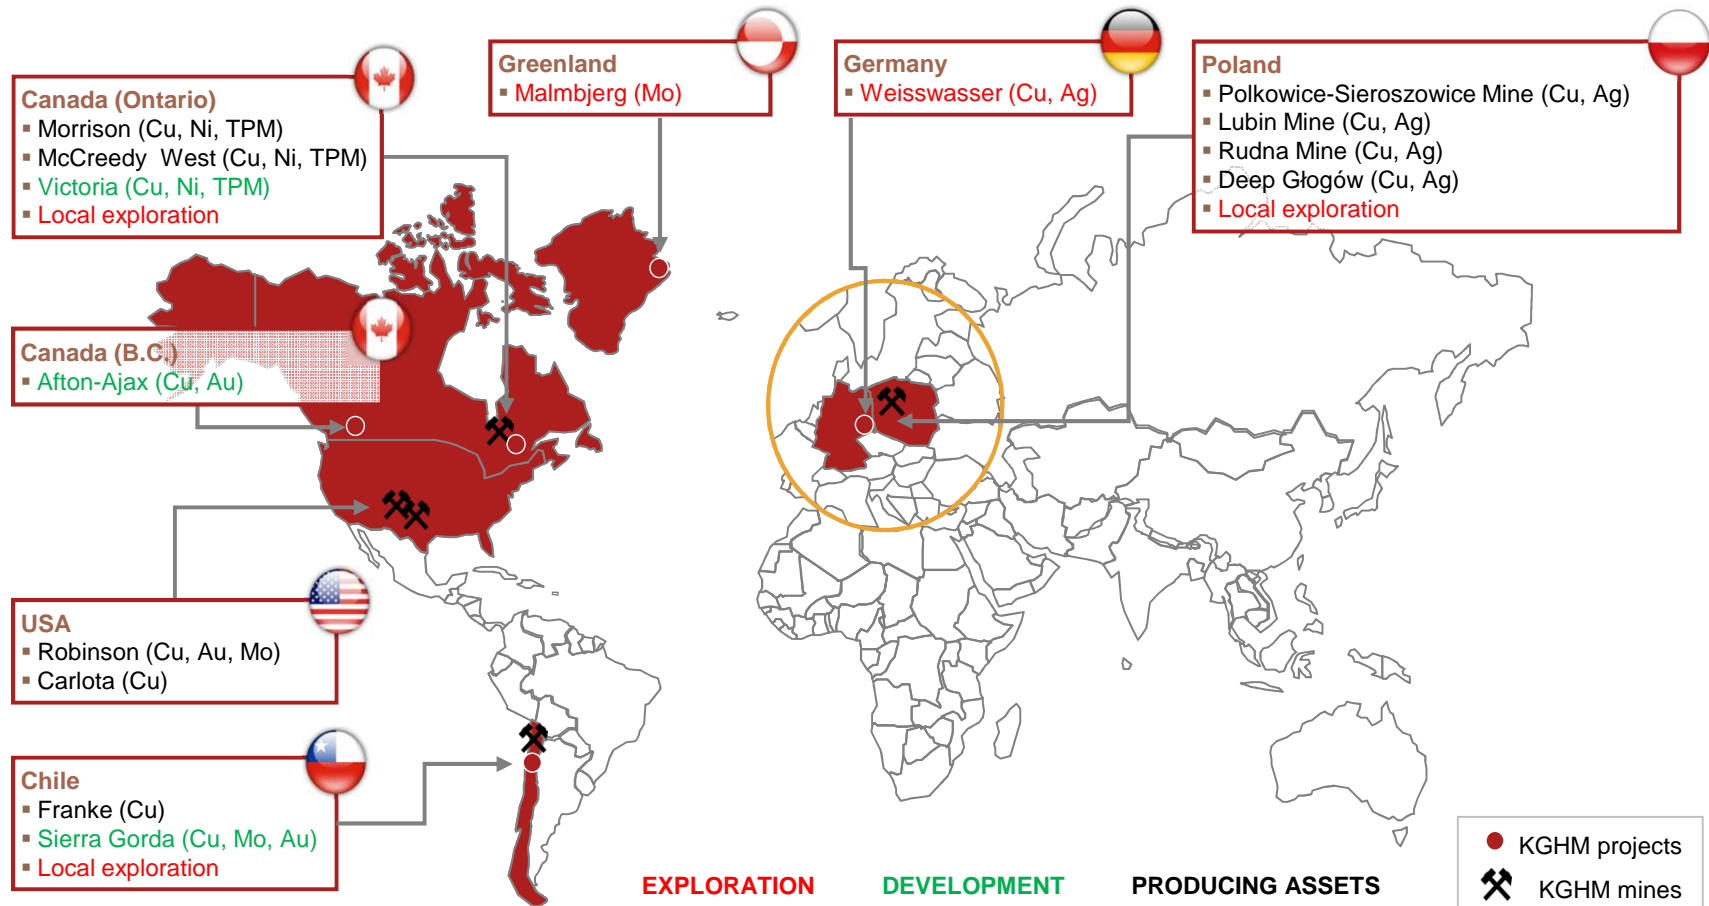 Canada (Ontario)
▪ Morrison (Cu, Ni, TPM)
▪ McCreedy West (Cu, Ni, TPM)
▪ Victoria (Cu, Ni, TPM)
▪ Local exploration
Greenland
▪ Malmbjerg (Mo)
Germany
▪ Weisswasser (Cu, Ag)
Poland
▪ Polkowice-Sieroszowice Mine (Cu, Ag)
▪ Lubin Mine (Cu, Ag)
▪ Rudna Mine (Cu, Ag)
▪ Deep Głogów (Cu, Ag)
▪ Local exploration
Canada (B.C.)
▪ Afton-Ajax (Cu, Au)
USA
▪ Robinson (Cu, Au, Mo)
▪ Carlota (Cu)
Chile
▪ Franke (Cu)
▪ Sierra Gorda (Cu, Mo, Au)
▪ Local exploration
EXPLORATION DEVELOPMENT PRODUCING ASSETS
KGHM projects
KGHM mines